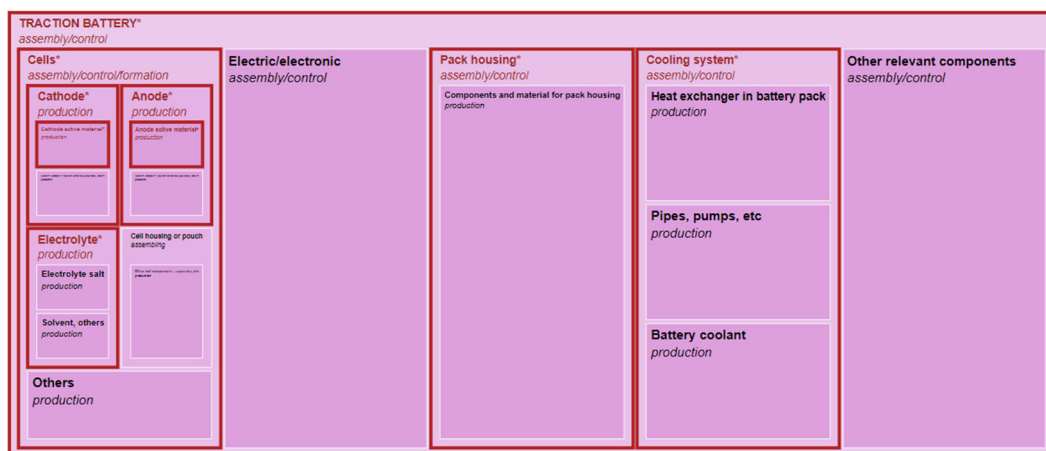 TRACTION BATTERY*
assembly/control
Cells*
assembly/control/formation
Cathode*
production
Cathode active material*
production
Anode*
production
Anode active material*
production
Electrolyte*
production
Electrolyte salt
production
Solvent, others
production
Cell housing or pouch
assembling
Others
production
Electric/electronic
assembly/control
Pack housing*
assembly/control
Components and material for pack housing
production
Cooling system*
assembly/control
Heat exchanger in battery pack
production
Pipes, pumps, etc
production
Battery coolant
production
Other relevant components
assembly/control